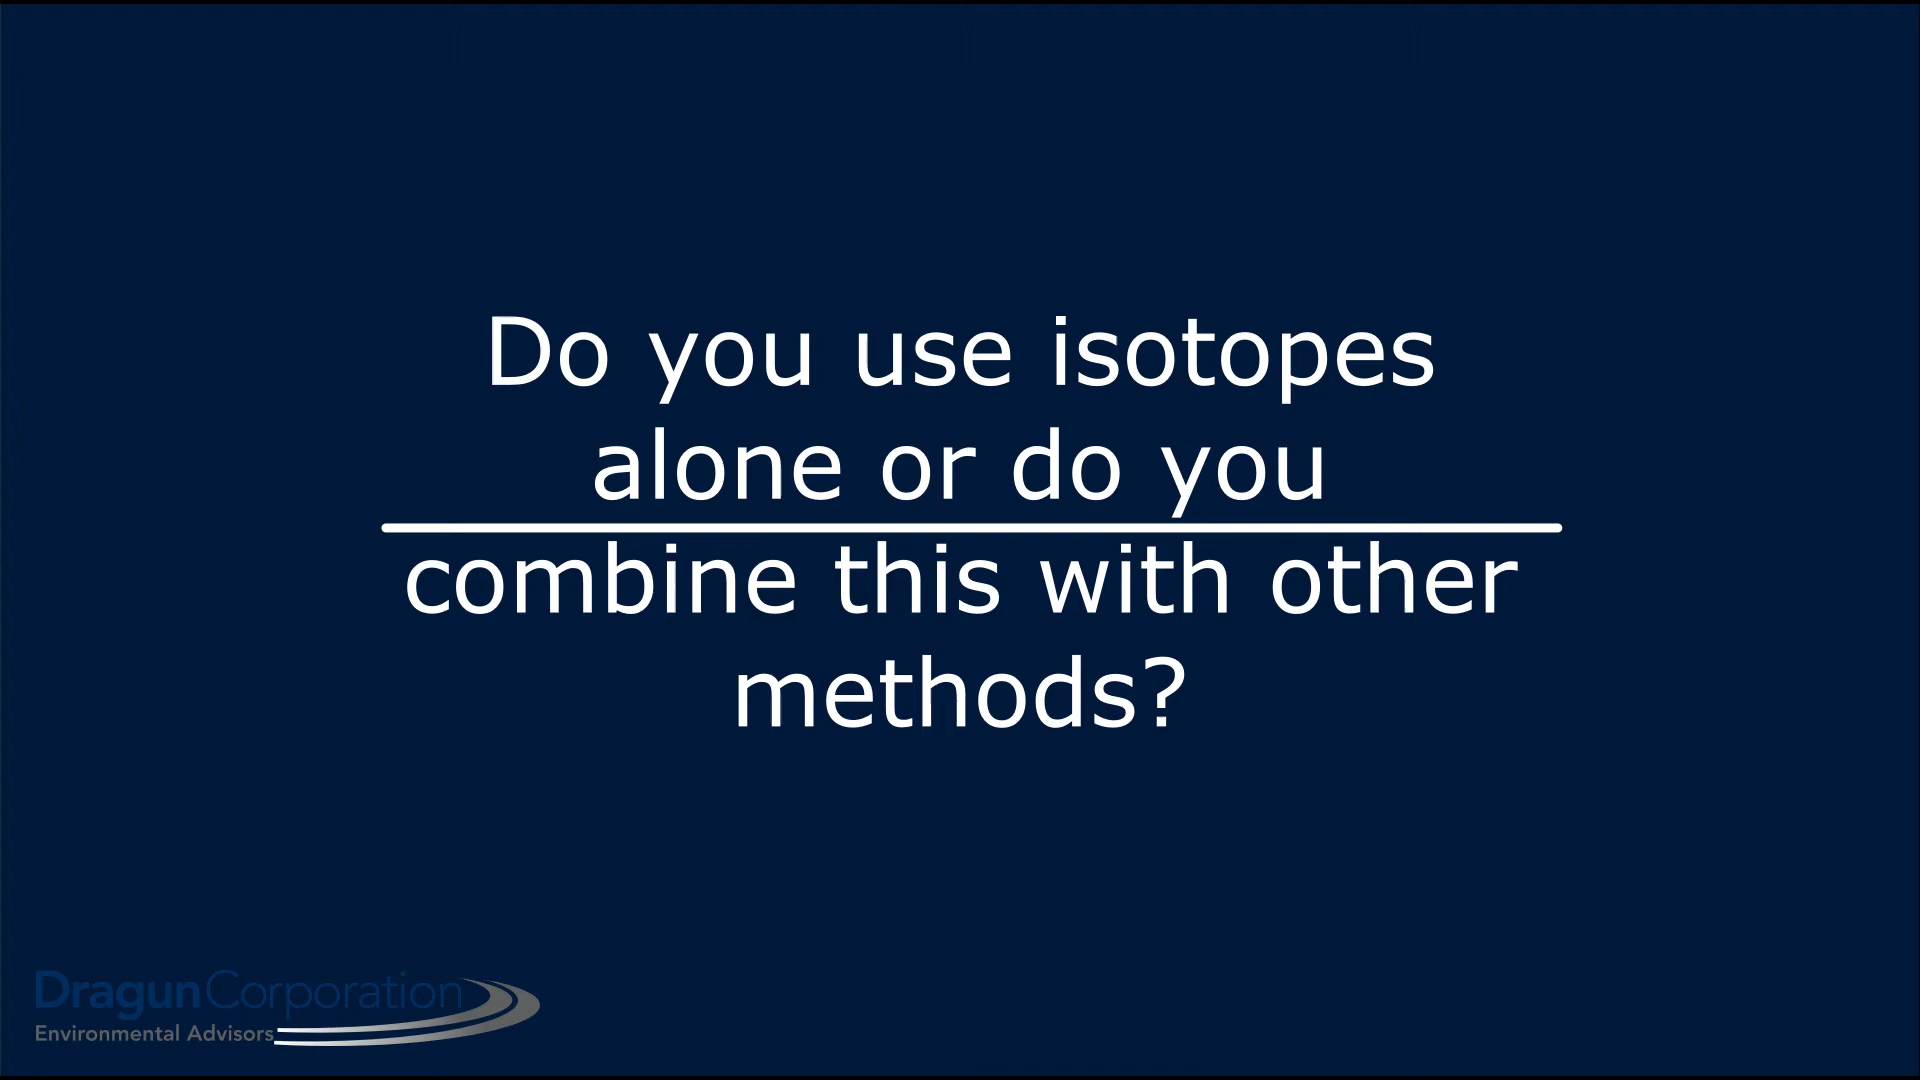 Do you use isotopes
alone or do you
combine this with other
methods?
DragunCorporation
Environmental Advisors